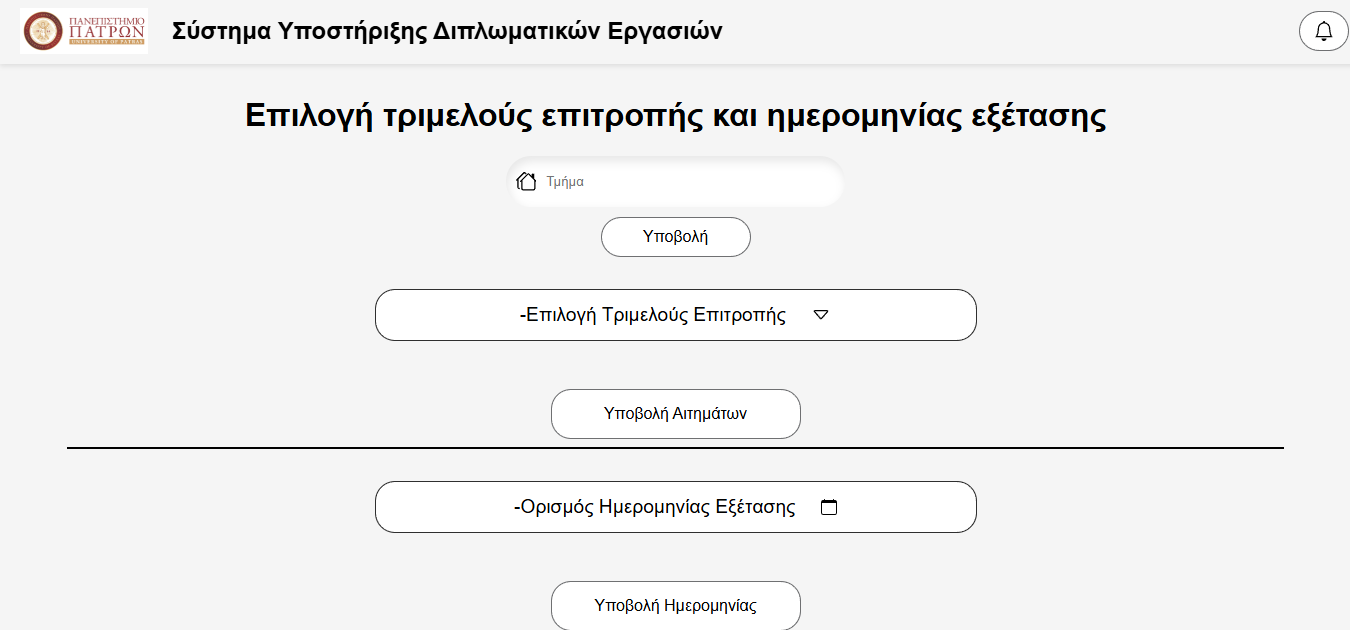 ΠΑΝΕΠΙΣΤΗΜΙΟ
ΠΑΤΡΩΝ
UNIVERSITY OF PATRAS
Σύστημα Υποστήριξης Διπλωματικών Εργασιών
Επιλογή τριμελούς επιτροπής και ημερομηνίας εξέτασης
Τμήμα
Υποβολή
-Επιλογή Τριμελούς Επιτροπής
Υποβολή Αιτημάτων
-Ορισμός Ημερομηνίας Εξέτασης
Υποβολή Ημερομηνίας